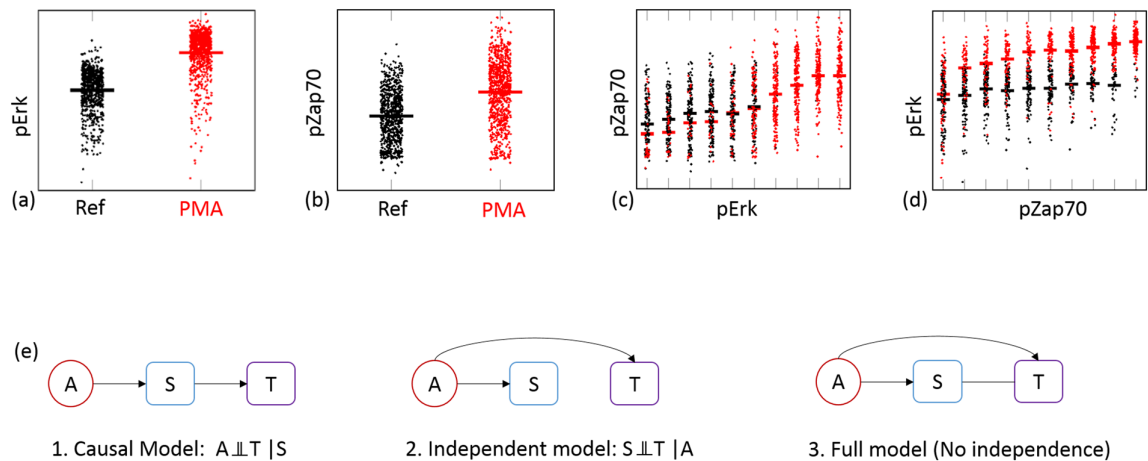 pErk
(a)
Ref
PMA
pZap70
(b)
Ref
PMA
pZap70
(c)
pErk
pErk
(d)
pZap70
(e)
A
S
T
A
S
T
A
S
T
1. Causal Model: A⫫T |S
2. Independent model: S⫫T |A
3. Full model (No independence)